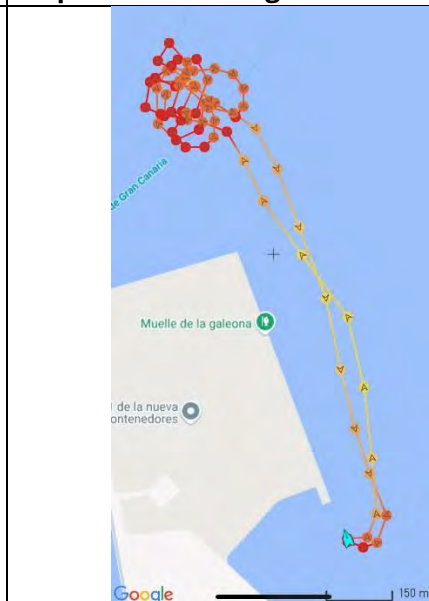 de Gran Canaria
Muelle de la galeona
de la nueva
ontenedores
Google
150 m